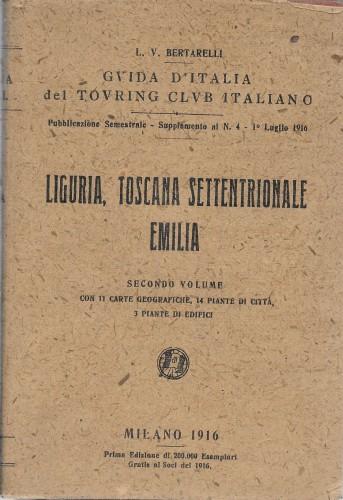 L. V. BERTARELLI
GVIDA D'ITALIA
del TOVRING CLVB ITALIANO
Pubblicazione Semestrale - Supplemento al N. 4 - 1º Luglio 1916
LIGURIA, TOSCANA SETTENTRIONALE
EMILIA
SECONDO VOLUME
CON 11 CARTE GEOGRAFICHE, 14 PIANTE DI CITTÀ,
3 PIANTE DI EDIFICI
MILANO 1916
Prima Edizione di 200.000 Esemplari
Gratis ai Soci del 1916.